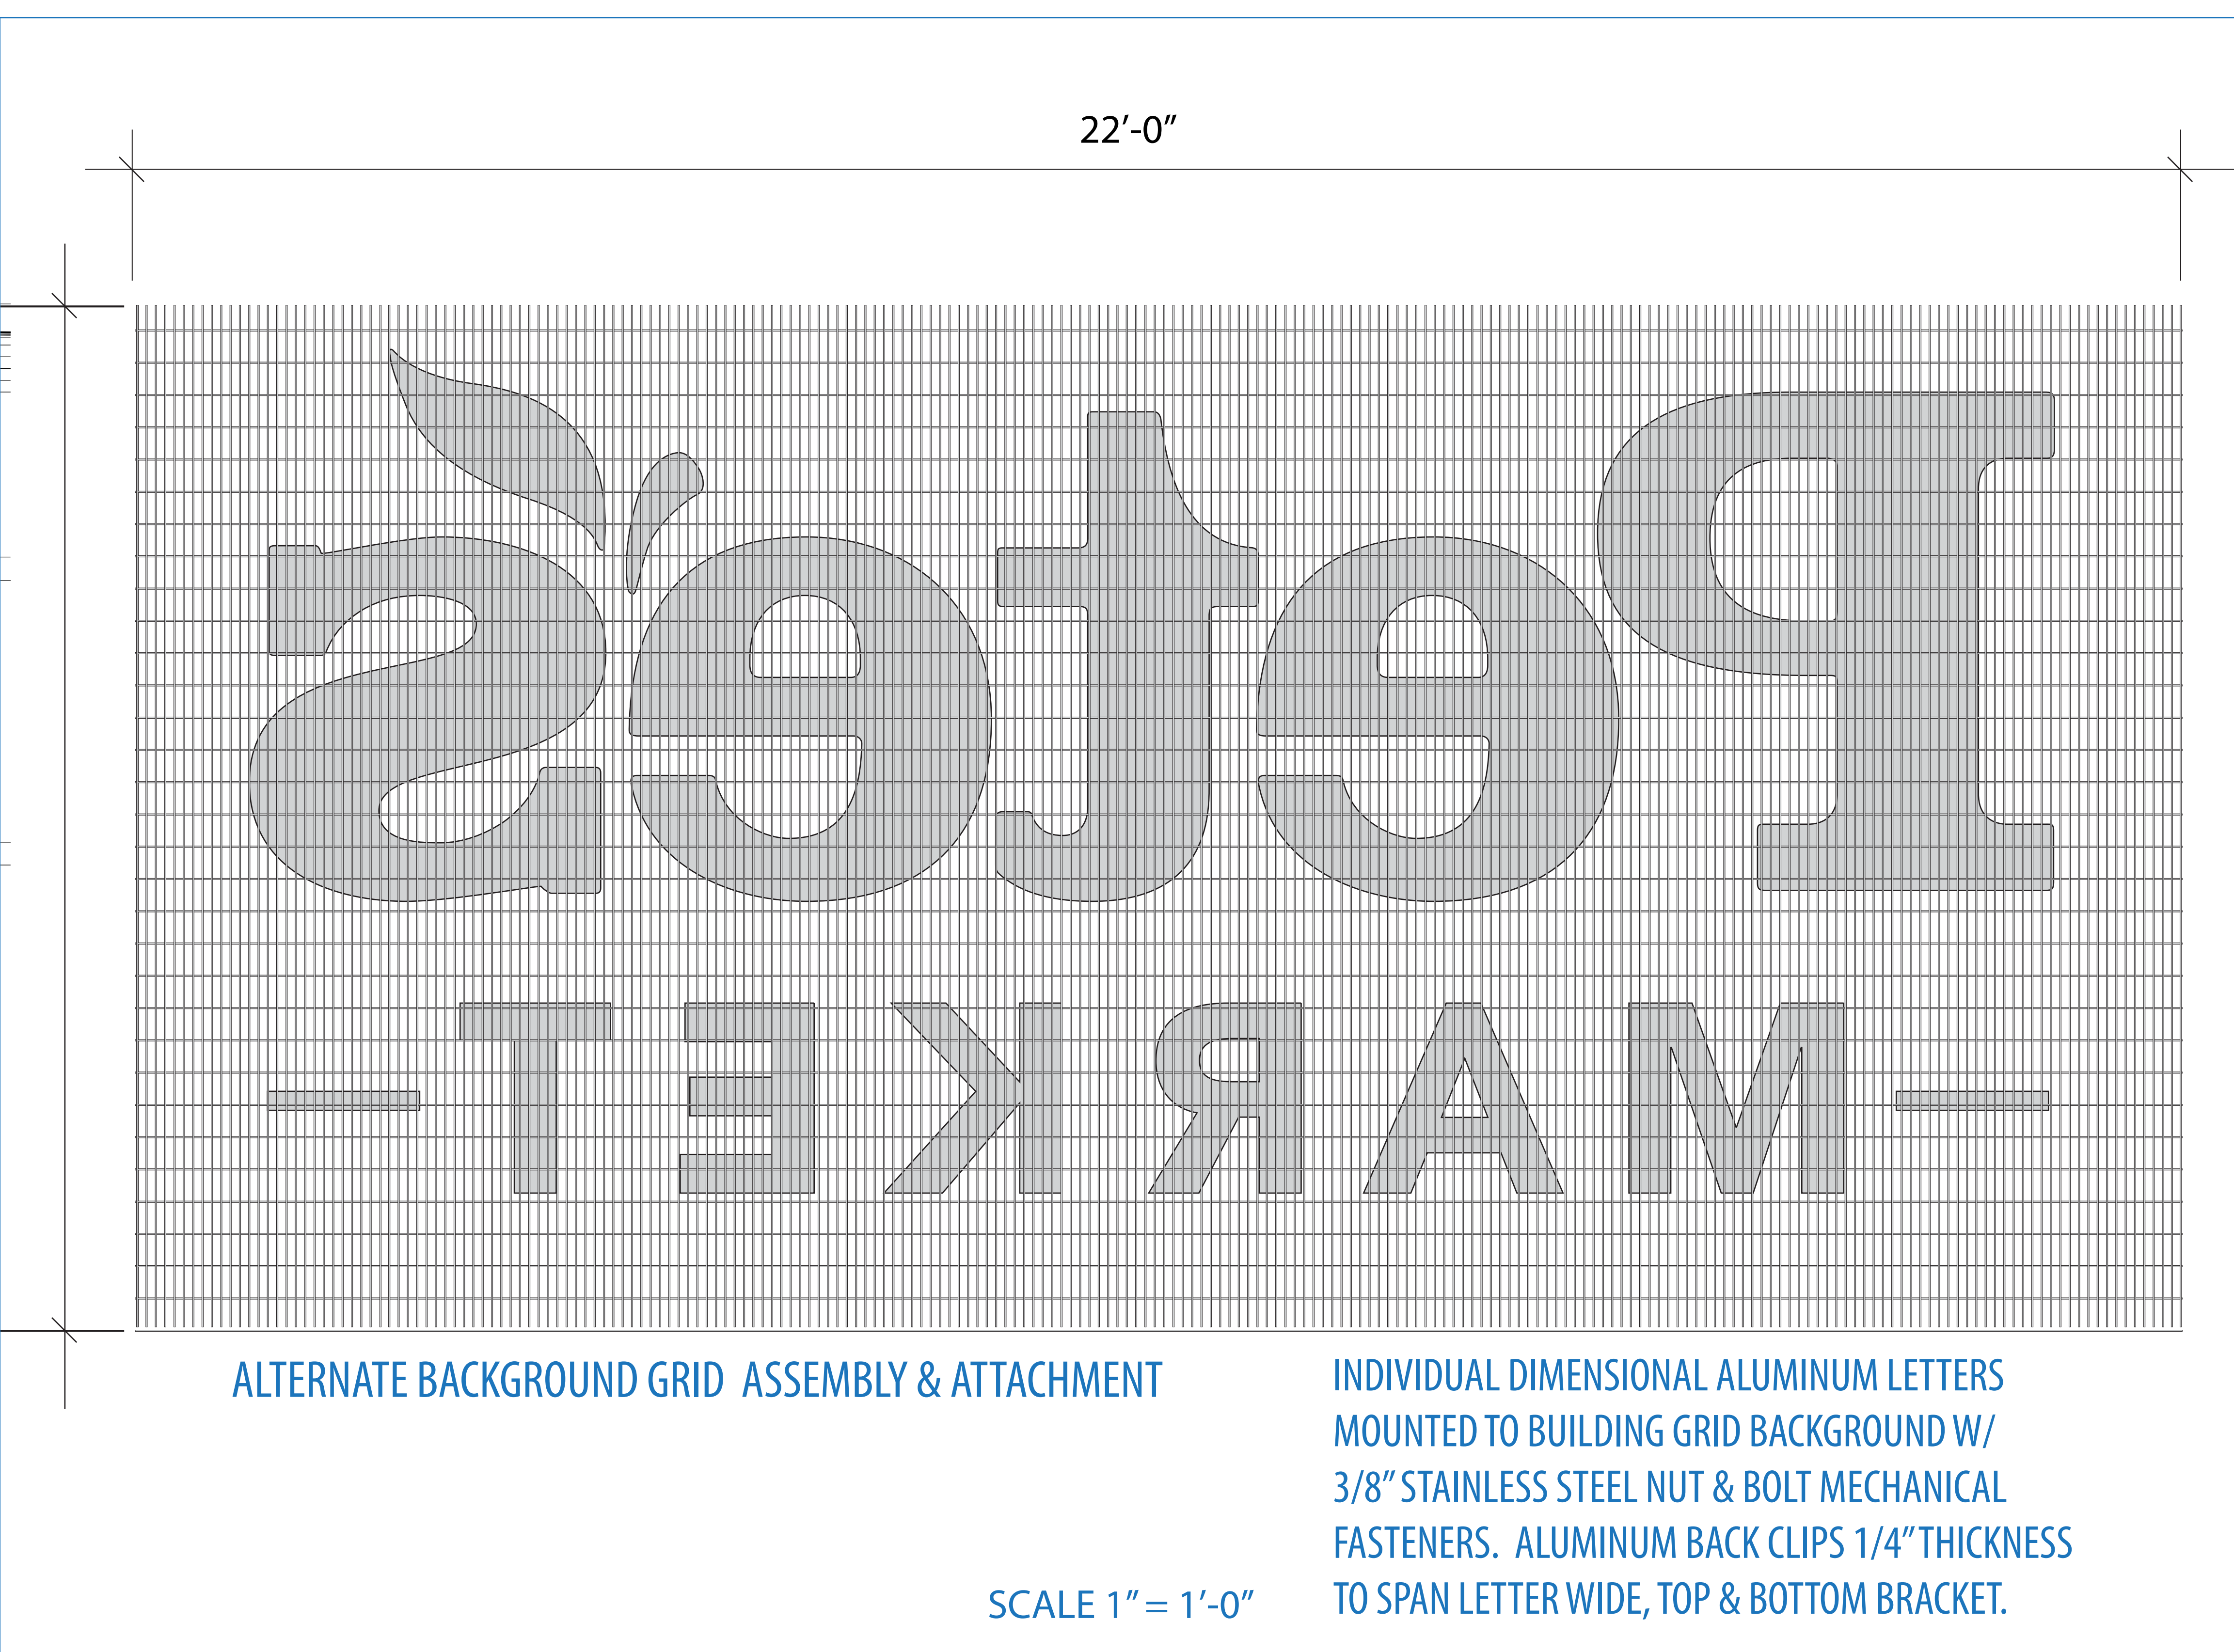 22’-0”
Pete's
— MARKET —
ALTERNATE BACKGROUND GRID ASSEMBLY & ATTACHMENT
INDIVIDUAL DIMENSIONAL ALUMINUM LETTERS
MOUNTED TO BUILDING GRID BACKGROUND W/
3/8” STAINLESS STEEL NUT & BOLT MECHANICAL
FASTENERS. ALUMINUM BACK CLIPS 1/4” THICKNESS
TO SPAN LETTER WIDE, TOP & BOTTOM BRACKET.
SCALE 1” = 1’-0”